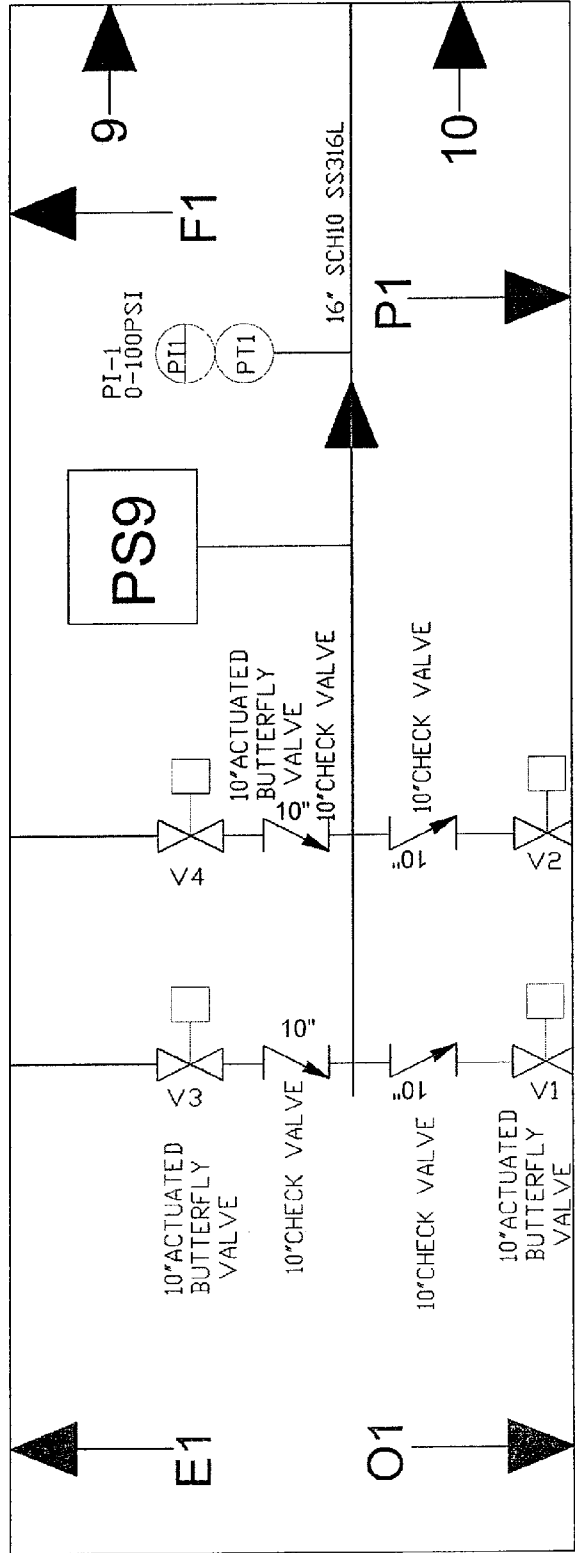 E1
O1
10"ACTUATED
BUTTERFLY
VALVE
V3
10"
10"CHECK VALVE
10"CHECK VALVE
10"
10"ACTUATED
BUTTERFLY
VALVE
V1
V4
10"ACTUATED
BUTTERFLY
VALVE
10"
10"CHECK VALVE
10"CHECK VALVE
10"
V2
PS9
PI-1
0-100PSI
PI1
PT1
16" SCH10 SS316L
F1
P1
9
10